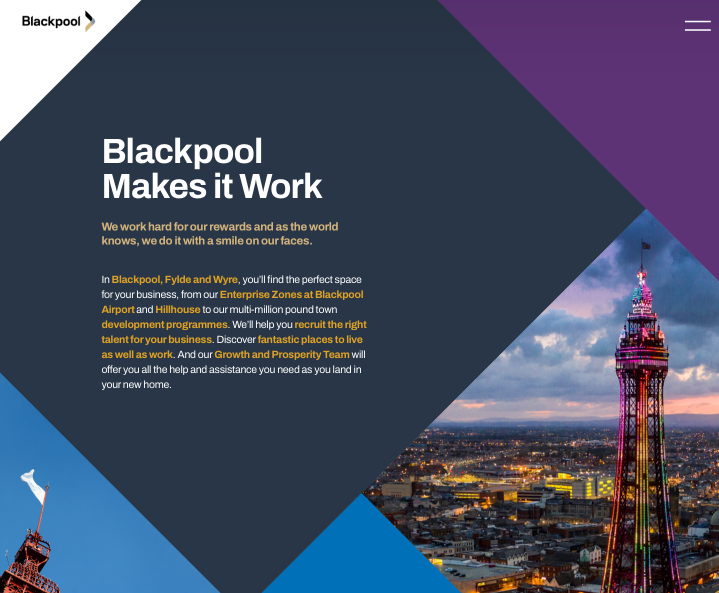 Blackpool
Blackpool
Makes it Work
We work hard for our rewards and as the world
knows, we do it with a smile on our faces.
In Blackpool, Fylde and Wyre, you’ll find the perfect space
for your business, from our Enterprise Zones at Blackpool
Airport and Hillhouse to our multi-million pound town
development programmes. We’ll help you recruit the right
talent for your business. Discover fantastic places to live
as well as work. And our Growth and Prosperity Team will
offer you all the help and assistance you need as you land in
your new home.